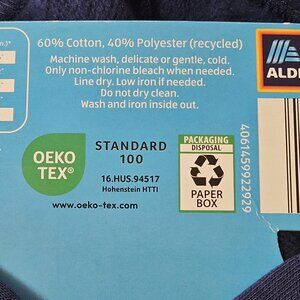 60% Cotton, 40% Polyester (recycled)
Machine wash, delicate or gentle, cold.
Only non-chlorine bleach when needed.
Line dry. Low iron if needed.
Do not dry clean.
Wash and iron inside out.
OEKO
TEX®
STANDARD
100
16.HUS.94517
Hohenstein HTTI
www.oeko-tex.com
PACKAGING
DISPOSAL
PAPER
BOX
4061459922929